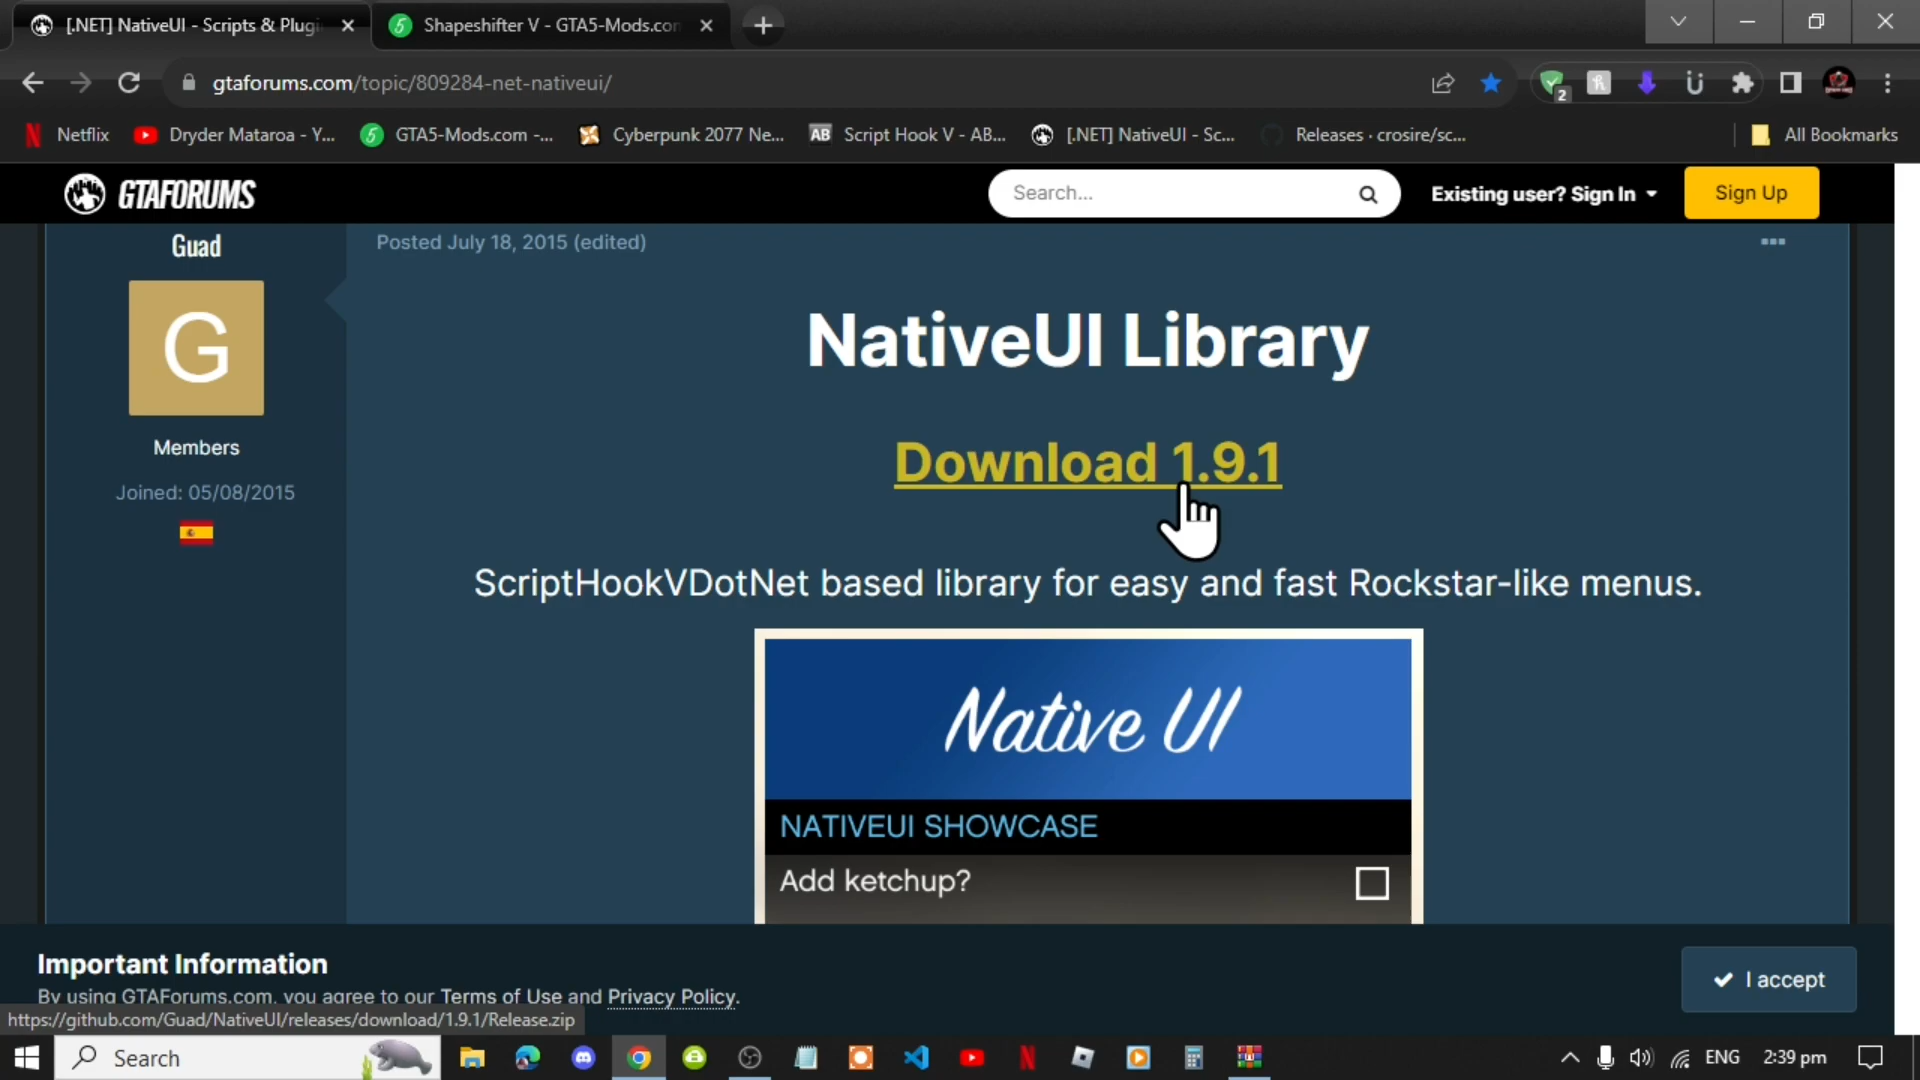 [.NET] NativeUI - Scripts & Plugi
Shapeshifter V - GTA5-Mods.con
gtaforums.com/topic/809284-net-nativeui/
2
Netflix
Dryder Mataroa - Y...
GTA5-Mods.com -...
Cyberpunk 2077 Ne...
AB
Script Hook V - AB...
[.NET] NativeUI - Sc...
Releases · crosire/sc...
All Bookmarks
GTAFORUMS
Search...
Existing user? Sign In
Sign Up
Guad
Posted July 18, 2015 (edited)
G
NativeUI Library
Members
Joined: 05/08/2015
Download 1.9.1
ScriptHookVDotNet based library for easy and fast Rockstar-like menus.
Native UI
NATIVEUI SHOWCASE
Add ketchup?
Important Information
By using GTAForums.com, you agree to our Terms of Use and Privacy Policy.
I accept
https://github.com/Guad/NativeUI/releases/download/1.9.1/Release.zip
Search
ENG
2:39 pm